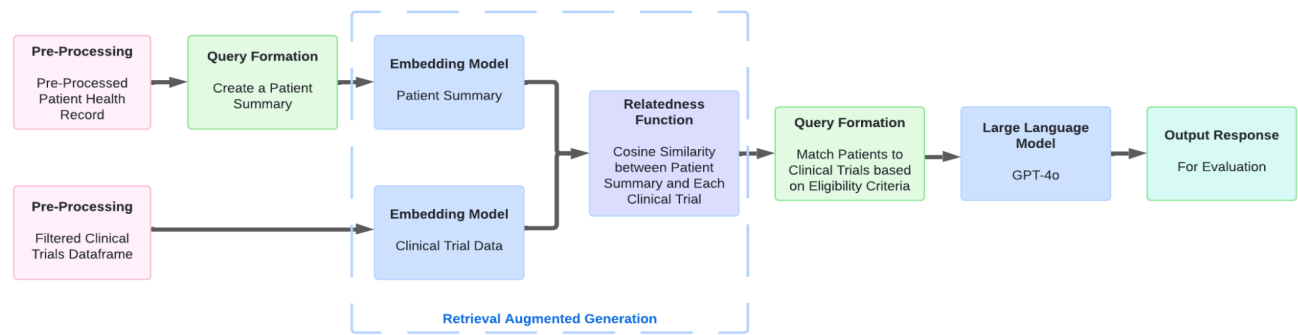 Pre-Processing
Pre-Processed
Patient Health
Record
Query Formation
Create a Patient
Summary
Embedding Model
Patient Summary
Pre-Processing
Filtered Clinical
Trials Dataframe
Embedding Model
Clinical Trial Data
Relatedness
Function
Cosine Similarity
between Patient
Summary and Each
Clinical Trial
Retrieval Augmented Generation
Query Formation
Match Patients to
Clinical Trials based
on Eligibility Criteria
Large Language
Model
GPT-4o
Output Response
For Evaluation